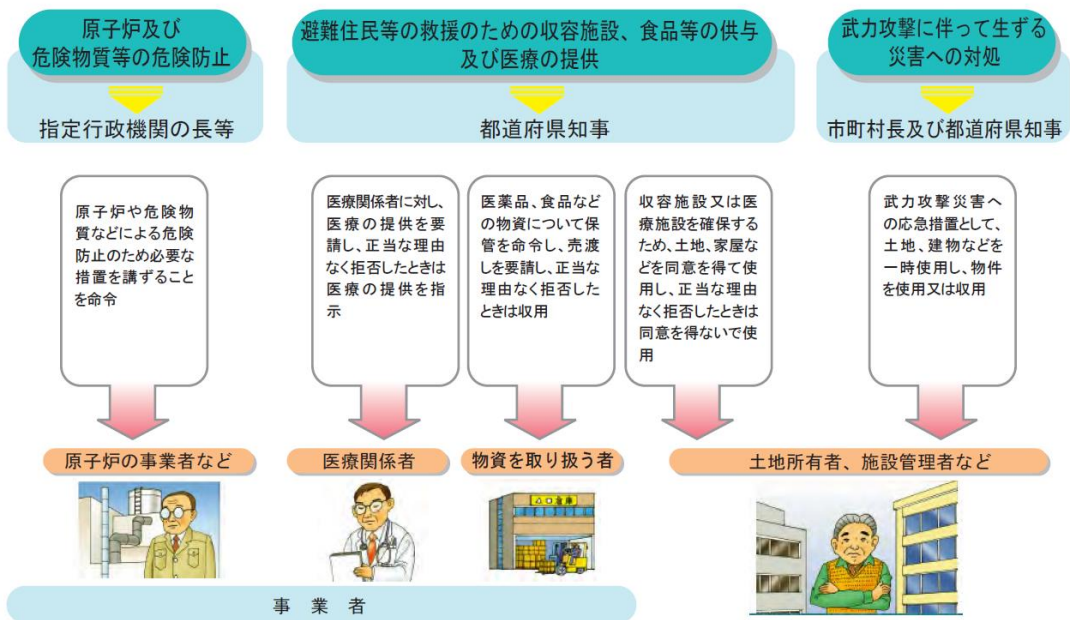 原子炉及び
危険物質等の危険防止
指定行政機関の長等
避難住民等の救援のための収容施設、食品等の供与
及び医療の提供
都道府県知事
武力攻撃に伴って生ずる
災害への対処
市町村長及び都道府県知事
原子炉や危険物
質などによる危険
防止のため必要な
措置を講ずること
を命令
医療関係者に対し、
医療の提供を要
請し、正当な理由
なく拒否したときは
医療の提供を指
示
医薬品、食品など
の物資について保
管を命令し、売渡
しを要請し、正当な
理由なく拒否した
ときは収用
収容施設又は医
療施設を確保する
ため、土地、家屋な
どを同意を得て使
用し、正当な理由
なく拒否したときは
同意を得ないで使
用
武力攻撃災害へ
の応急措置として、
土地、建物などを
一時使用し、物件
を使用又は収用
原子炉の事業者など
医療関係者
物資を取り扱う者
土地所有者、施設管理者など
事業者